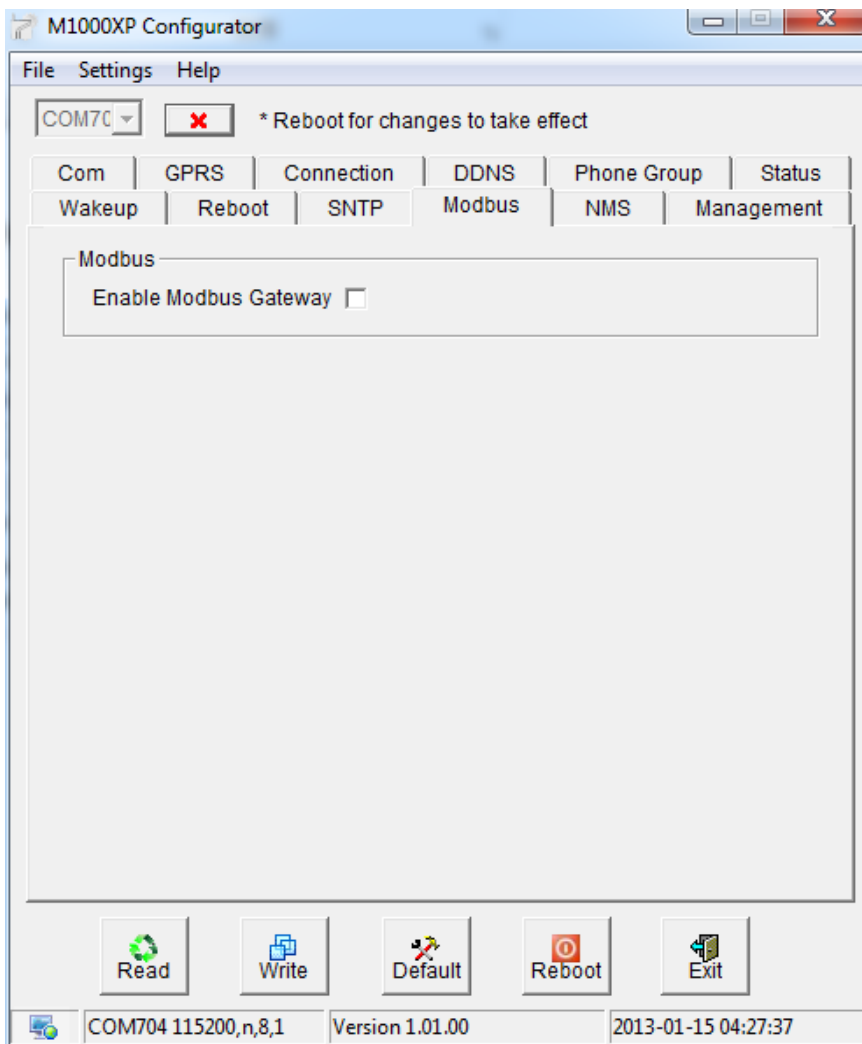 M1000XP Configurator
File Settings Help
COM70 * Reboot for changes to take effect
Com GPRS Connection DDNS Phone Group Status
Wakeup Reboot SNTP Modbus NMS Management
Modbus
Enable Modbus Gateway
Read Write Default Reboot Exit
COM704 115200,n,8,1 Version 1.01.00 2013-01-15 04:27:37